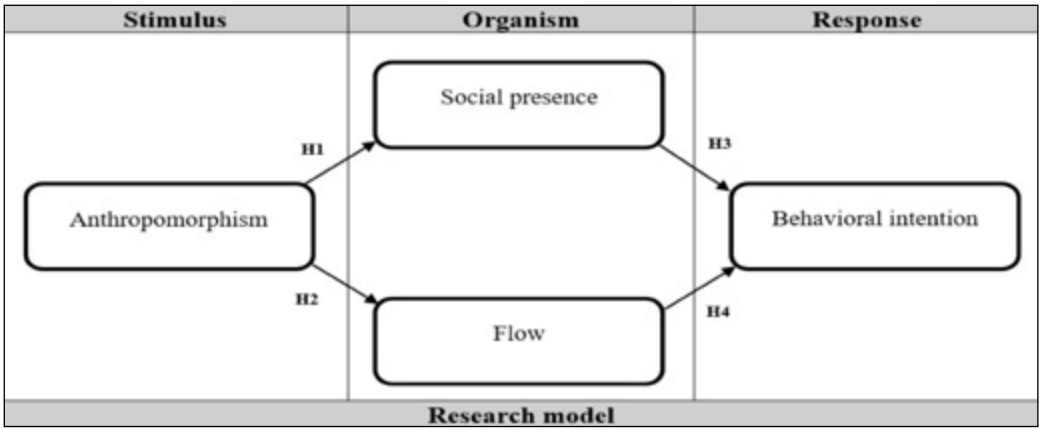 Stimulus
Organism
Response
Social presence
H1
H3
Anthropomorphism
Behavioral intention
H2
H4
Flow
Research model